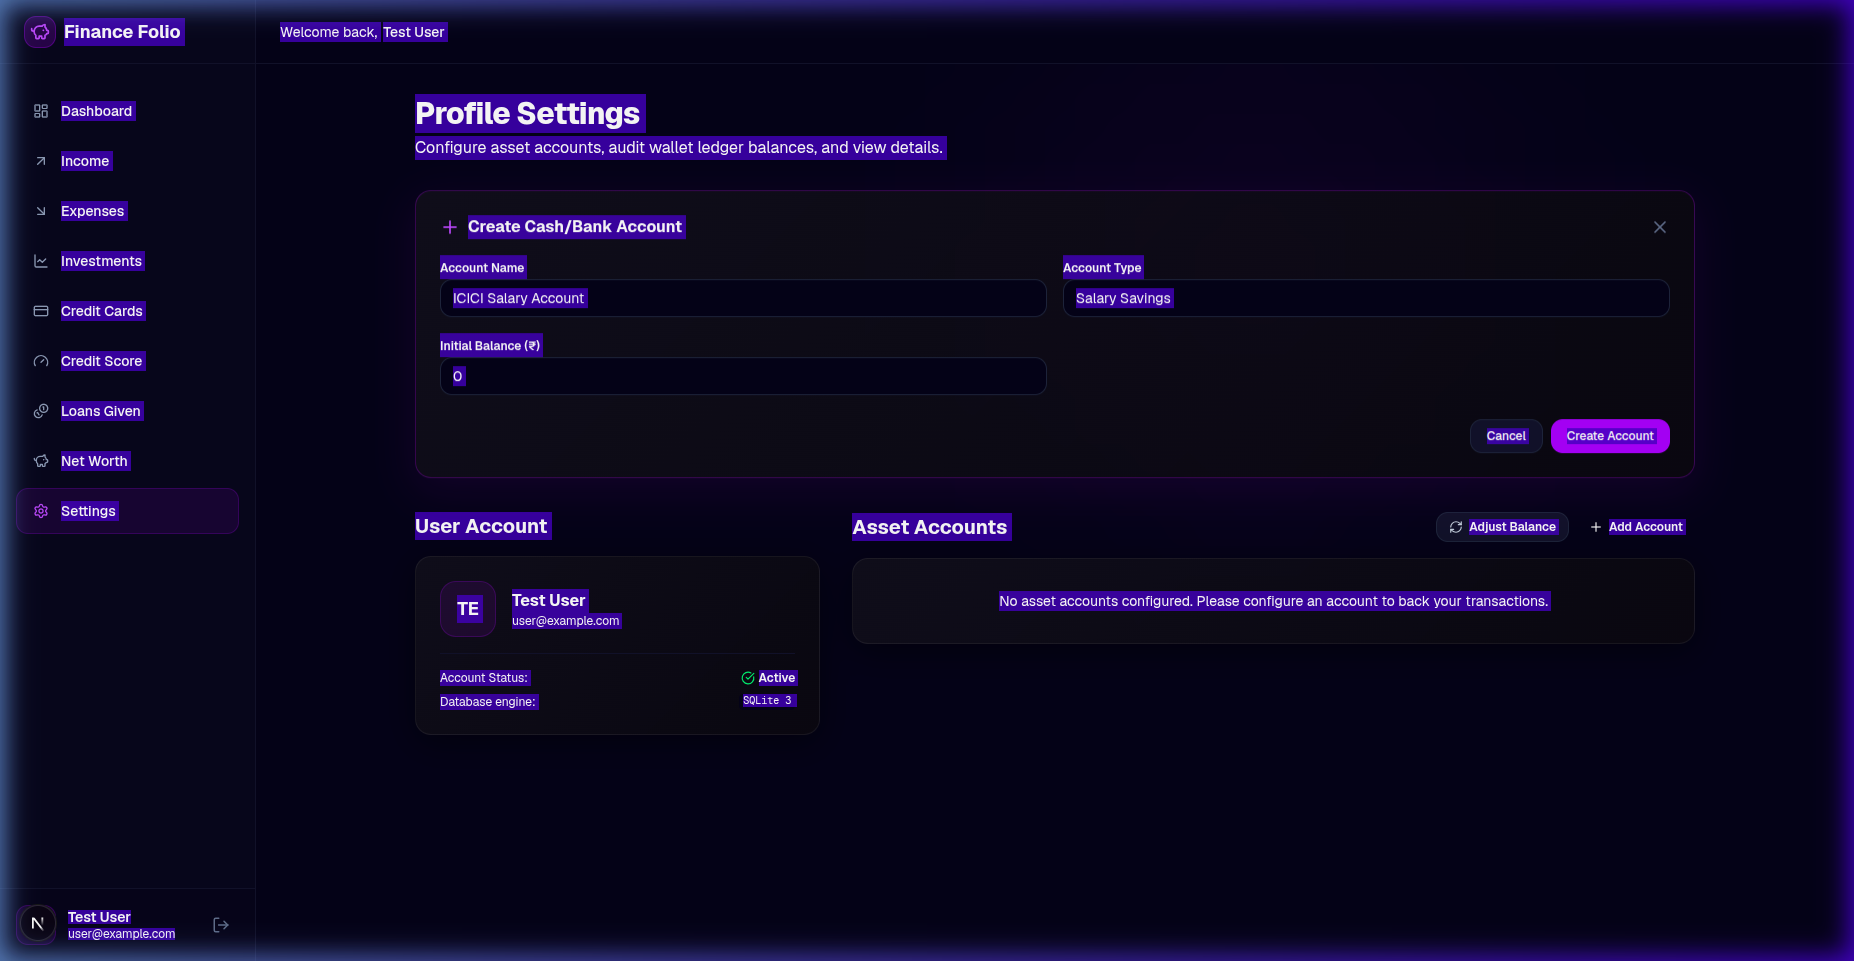 Finance Folio
Welcome back, Test User
Dashboard
Income
Expenses
Investments
Credit Cards
Credit Score
Loans Given
Net Worth
Settings
Test User
user@example.com
Profile Settings
Configure asset accounts, audit wallet ledger balances, and view details.
Create Cash/Bank Account
Account Name
ICICI Salary Account
Account Type
Salary Savings
Initial Balance (₹)
0
Cancel
Create Account
User Account
TE
Test User
user@example.com
Account Status: Active
Database engine: SQLite 3
Asset Accounts
Adjust Balance
Add Account
No asset accounts configured. Please configure an account to back your transactions.
N